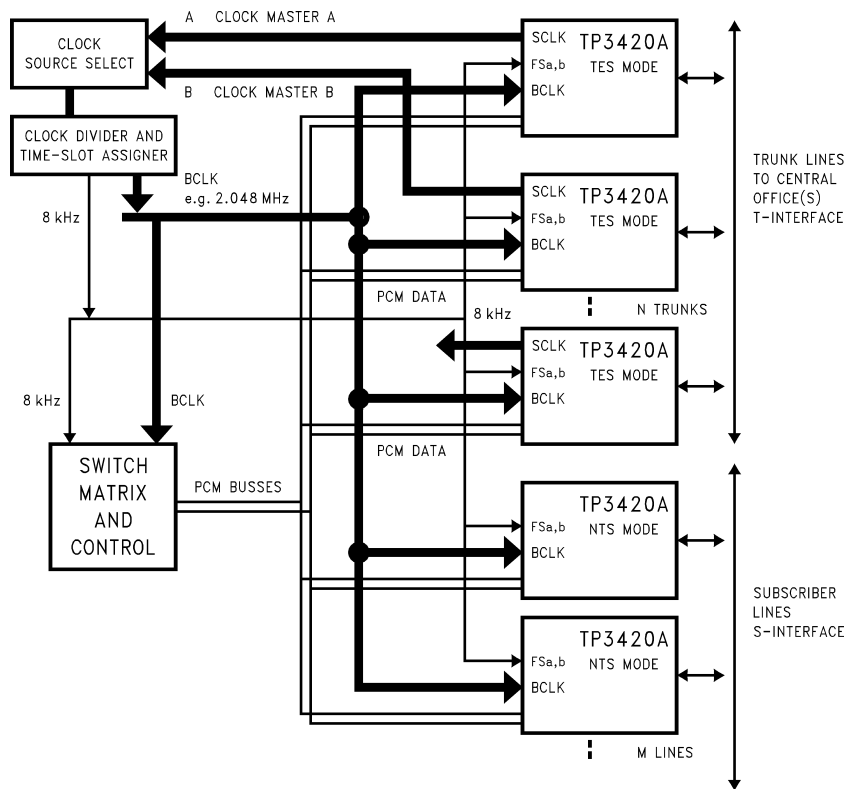 A CLOCK MASTER A
CLOCK
SOURCE SELECT
B CLOCK MASTER B
SCLK
TP3420A
FSa,b
TES MODE
BCLK
CLOCK DIVIDER AND
TIME-SLOT ASSIGNER
BCLK
e.g. 2.048 MHz
8 kHz
TRUNK LINES
TO CENTRAL
OFFICE(S)
T-INTERFACE
SCLK
TP3420A
FSa,b
TES MODE
BCLK
PCM DATA
N TRUNKS
8 kHz
SCLK
TP3420A
FSa,b
TES MODE
BCLK
8 kHz
BCLK
PCM DATA
SWITCH
MATRIX
AND
CONTROL
PCM BUSSES
TP3420A
FSa,b
NTS MODE
BCLK
SUBSCRIBER
LINES
S-INTERFACE
TP3420A
FSa,b
NTS MODE
BCLK
M LINES